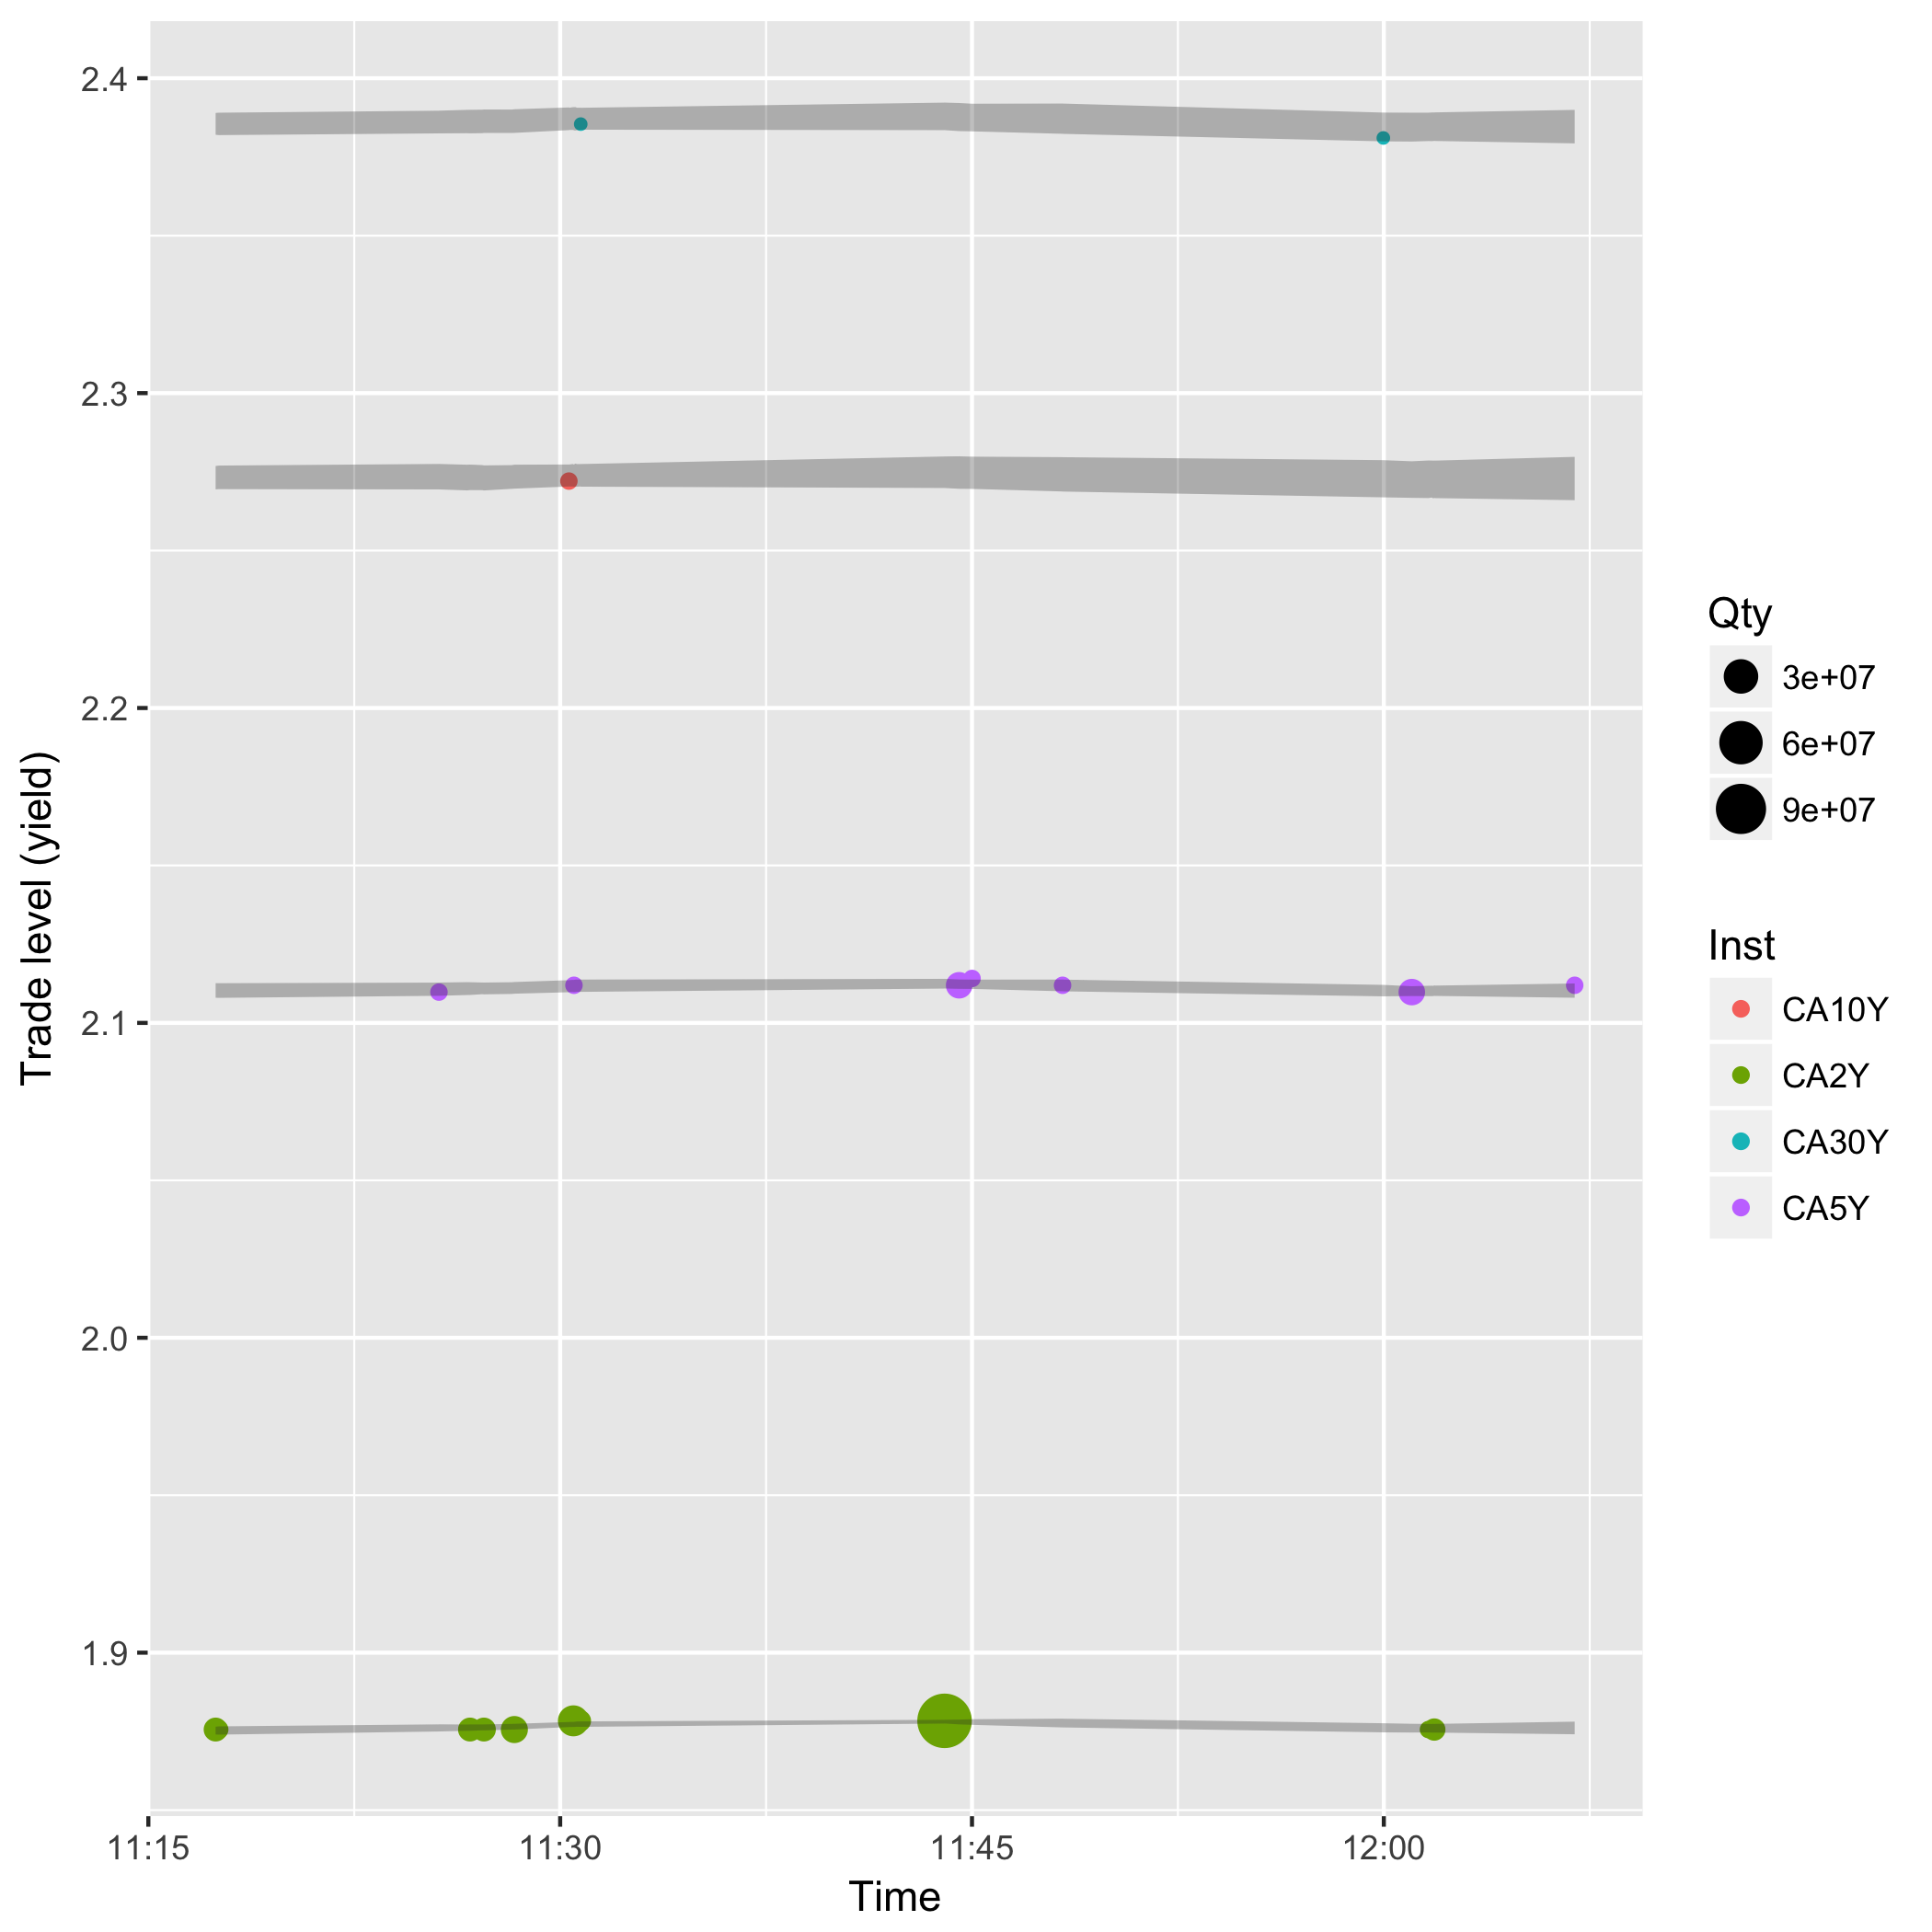 2.4
2.3
2.2
2.1
2.0
1.9
Trade level (yield)
11:15
11:30
11:45
12:00
Time
Qty
3e+07
6e+07
9e+07
Inst
CA10Y
CA2Y
CA30Y
CA5Y